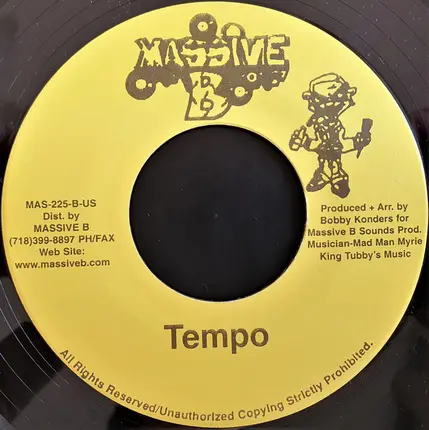 MASSIVE
B
MAS-225-B-US
Dist. by
MASSIVE B
(718)399-8897 PH/FAX
Web Site:
www.massiveb.com
Produced + Arr. by
Bobby Konders for
Massive B Sounds Prod.
Musician-Mad Man Myrie
King Tubby's Music
Tempo
All Rights Reserved/Unauthorized Copying Strictly Prohibited.